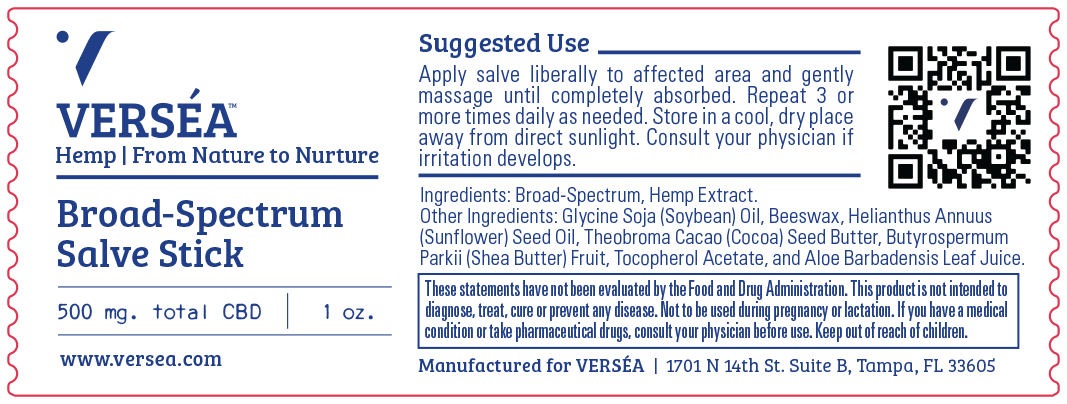 VERSÉA™
Hemp | From Nature to Nurture
Broad-Spectrum
Salve Stick
500 mg. total CBD | 1 oz.
www.versea.com
Suggested Use
Apply salve liberally to affected area and gently
massage until completely absorbed. Repeat 3 or
more times daily as needed. Store in a cool, dry place
away from direct sunlight. Consult your physician if
irritation develops.
Ingredients: Broad-Spectrum, Hemp Extract.
Other Ingredients: Glycine Soja (Soybean) Oil, Beeswax, Helianthus Annuus
(Sunflower) Seed Oil, Theobroma Cacao (Cocoa) Seed Butter, Butyrospermum
Parkii (Shea Butter) Fruit, Tocopherol Acetate, and Aloe Barbadensis Leaf Juice.
These statements have not been evaluated by the Food and Drug Administration. This product is not intended to
diagnose, treat, cure or prevent any disease. Not to be used during pregnancy or lactation. If you have a medical
condition or take pharmaceutical drugs, consult your physician before use. Keep out of reach of children.
Manufactured for VERSÉA | 1701 N 14th St. Suite B, Tampa, FL 33605